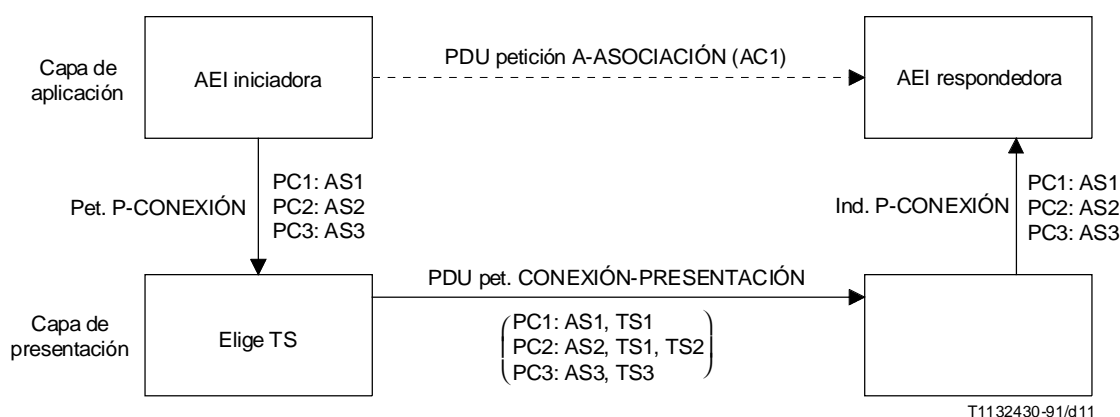 PDU petición A-ASOCIACIÓN (AC1)
Capa de
aplicación
AEI iniciadora
AEI respondedora
Pet. P-CONEXIÓN
PC1: AS1
PC2: AS2
PC3: AS3
Ind. P-CONEXIÓN
PC1: AS1
PC2: AS2
PC3: AS3
PDU pet. CONEXIÓN-PRESENTACIÓN
Capa de
presentación
Elige TS
PC1: AS1, TS1
PC2: AS2, TS1, TS2
PC3: AS3, TS3
T1132430-91/d11